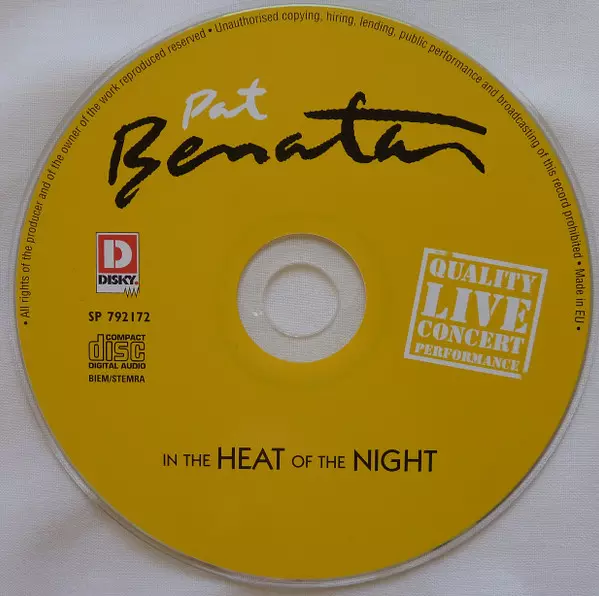 • All rights of the producer and of the owner of the work reproduced reserved • Unauthorised copying, hiring, lending, public performance and broadcasting of this record prohibited • Made in EU •
Pat
Benatar
D
DISKY®
SP 792172
COMPACT
disc
DIGITAL AUDIO
BIEM/STEMRA
QUALITY
LIVE
CONCERT
PERFORMANCE
IN THE HEAT OF THE NIGHT